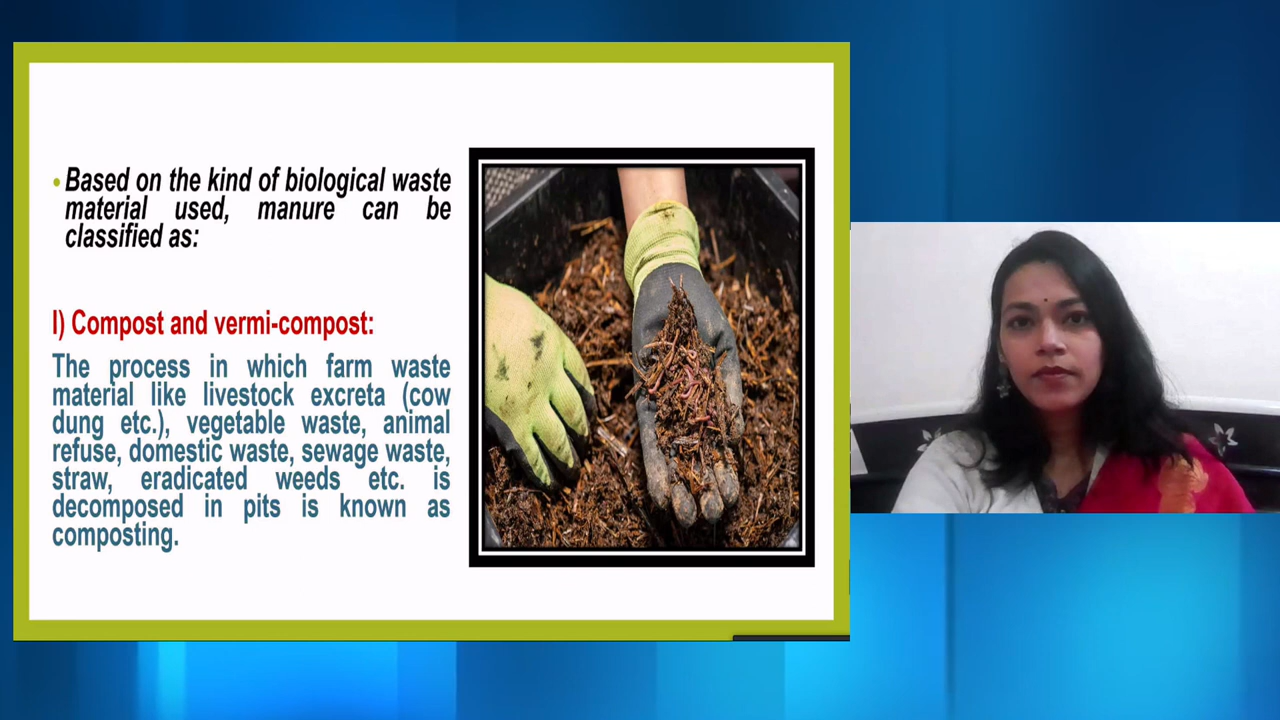 • Based on the kind of biological waste
material used, manure can be
classified as:
I) Compost and vermi-compost:
The process in which farm waste
material like livestock excreta (cow
dung etc.), vegetable waste, animal
refuse, domestic waste, sewage waste,
straw, eradicated weeds etc. is
decomposed in pits is known as
composting.